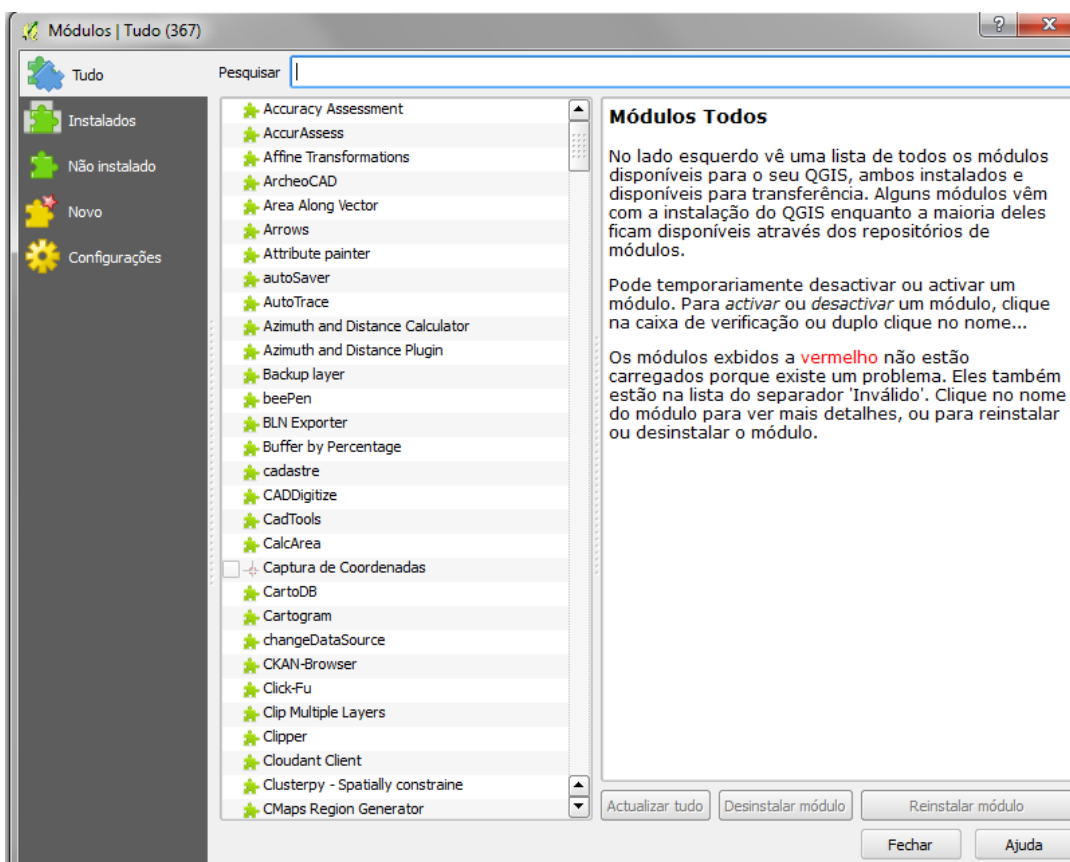 Módulos | Tudo (367)
Tudo
Instalados
Não instalado
Novo
Configurações
Pesquisar
Accuracy Assessment
AccurAssess
Affine Transformations
ArcheoCAD
Area Along Vector
Arrows
Attribute painter
autoSaver
AutoTrace
Azimuth and Distance Calculator
Azimuth and Distance Plugin
Backup layer
beePen
BLN Exporter
Buffer by Percentage
cadastre
CADDigitize
CadTools
CalcArea
Captura de Coordenadas
CartoDB
Cartogram
changeDataSource
CKAN-Browser
Click-Fu
Clip Multiple Layers
Clipper
Cloudant Client
Clusterpy - Spatially constraine
CMaps Region Generator
Módulos Todos
No lado esquerdo vê uma lista de todos os módulos
disponíveis para o seu QGIS, ambos instalados e
disponíveis para transferência. Alguns módulos vêm
com a instalação do QGIS enquanto a maioria deles
ficam disponíveis através dos repositórios de
módulos.
Pode temporariamente desactivar ou activar um
módulo. Para activar ou desactivar um módulo, clique
na caixa de verificação ou duplo clique no nome...
Os módulos exbidos a vermelho não estão
carregados porque existe um problema. Eles também
estão na lista do separador 'Inválido'. Clique no nome
do módulo para ver mais detalhes, ou para reinstalar
ou desinstalar o módulo.
Actualizar tudo
Desinstalar módulo
Reinstalar módulo
Fechar
Ajuda